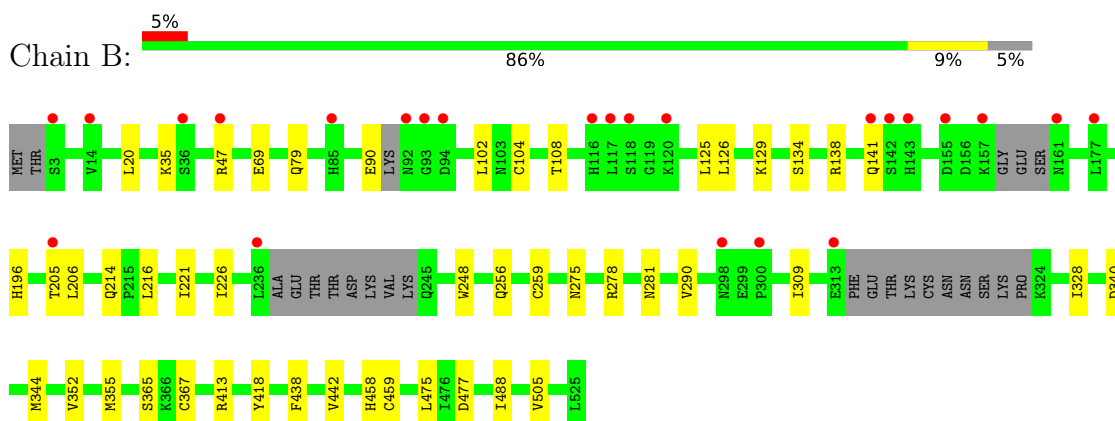 5%
Chain B:
86% 9% 5%
MET THR S3 V14 L20 K35 S36 R47 E69 Q79 H85 E90 LYS N92 G93 D94 L102 N103 C104 T108 H116 L117 S118 G119 K120 L125 L126 K129 S134 R138 Q141 S142 H143 D155 D156 K157 GLY GLU SER N161 L177
H196 T205 L206 Q214 P215 L216 I221 I226 L236 ALA GLU THR THR ASP LYS VAL LYS Q245 W248 Q256 C259 N275 R278 N281 V290 N298 E299 P300 I309 E313 PHE GLU THR LYS CYS ASN ASN SER LYS PRO K324 I328
M344 V352 M355 S365 K366 C367 R413 Y418 F438 V442 H458 C459 L475 I476 D477 I488 V505 L525